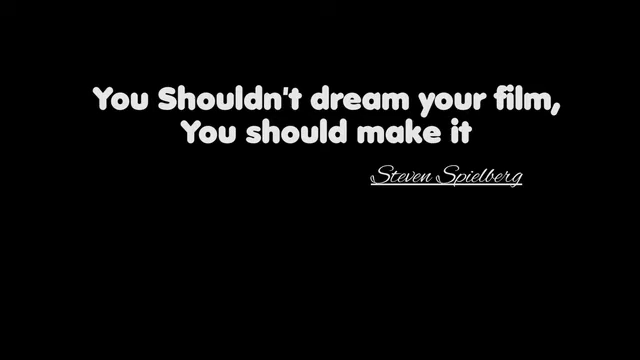 You Shouldn't dream your film,
You should make it
Steven Spielberg